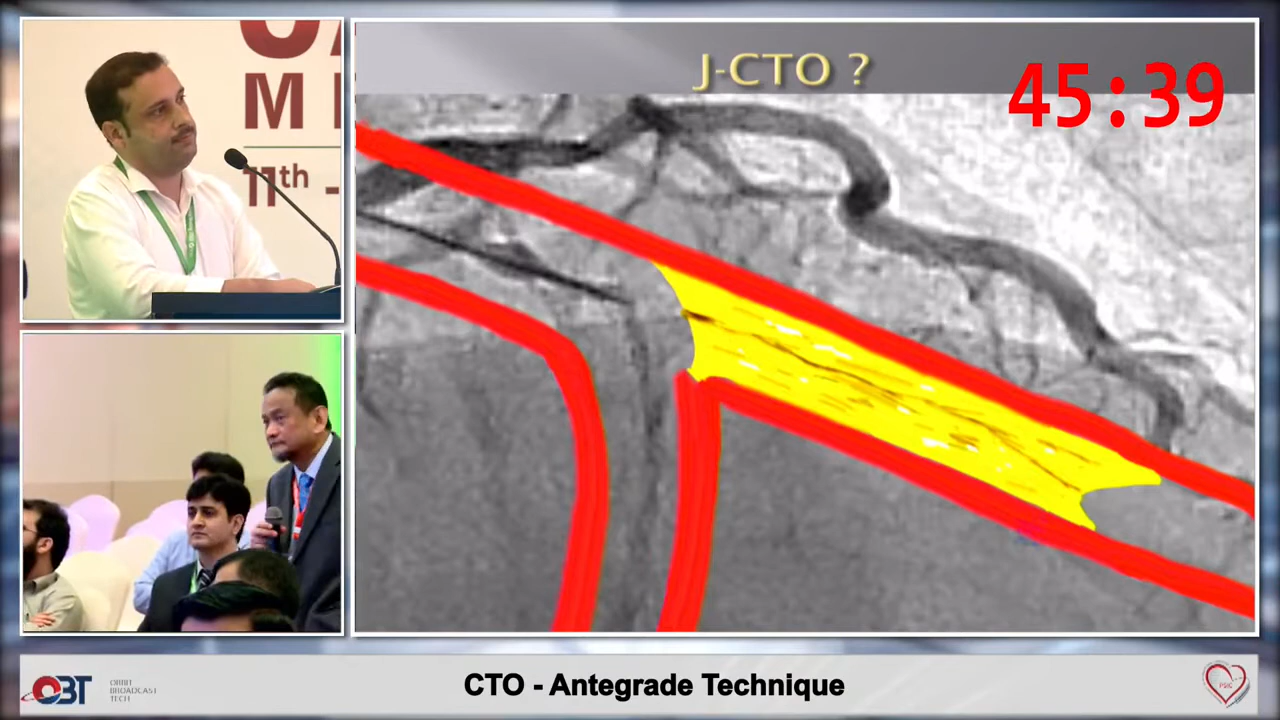 M
11th -
J-CTO ?
45:39
OBT
ORBIT
BROADCAST
TECH
CTO - Antegrade Technique